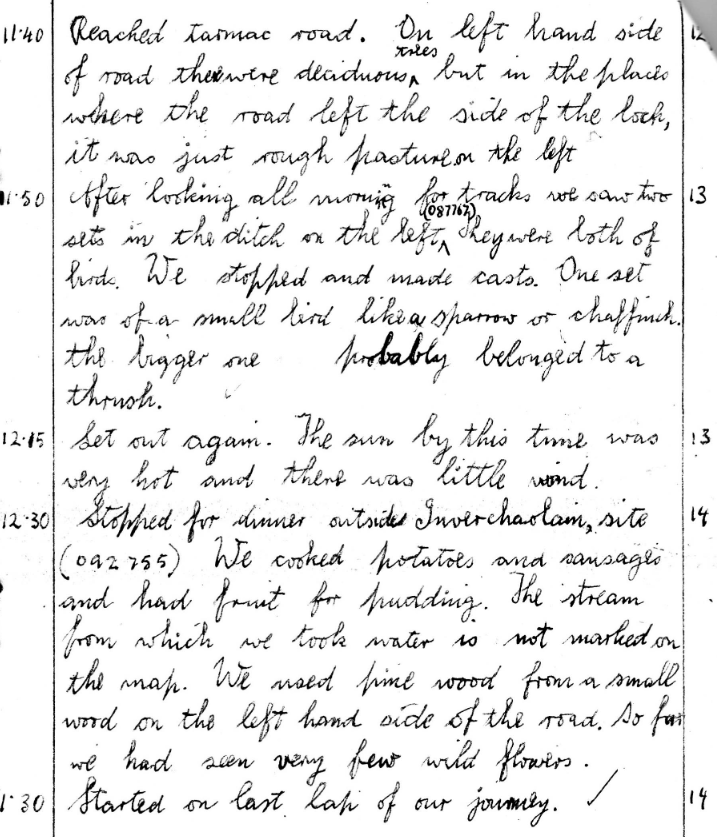 11·40 Reached tarmac road. On left hand side 12
of road there were deciduous trees, but in the places
where the road left the side of the loch,
it was just rough pasture on the left
11·50 After looking all morning for tracks we saw two 13
sets in the ditch on the left (087767). They were both of
birds. We stopped and made casts. One set
was of a small bird like a sparrow or chaffinch.
the bigger one probably belonged to a
thrush.
12·15 Set out again. The sun by this time was 13
very hot and there was little wind.
12·30 Stopped for dinner outside Inverchaolain, site 14
(092755) We cooked potatoes and sausages
and had fruit for pudding. The stream
from which we took water is not marked on
the map. We used pine wood from a small
wood on the left hand side of the road. So far
we had seen very few wild flowers.
1·30 Started on last lap of our journey. ✓ 14